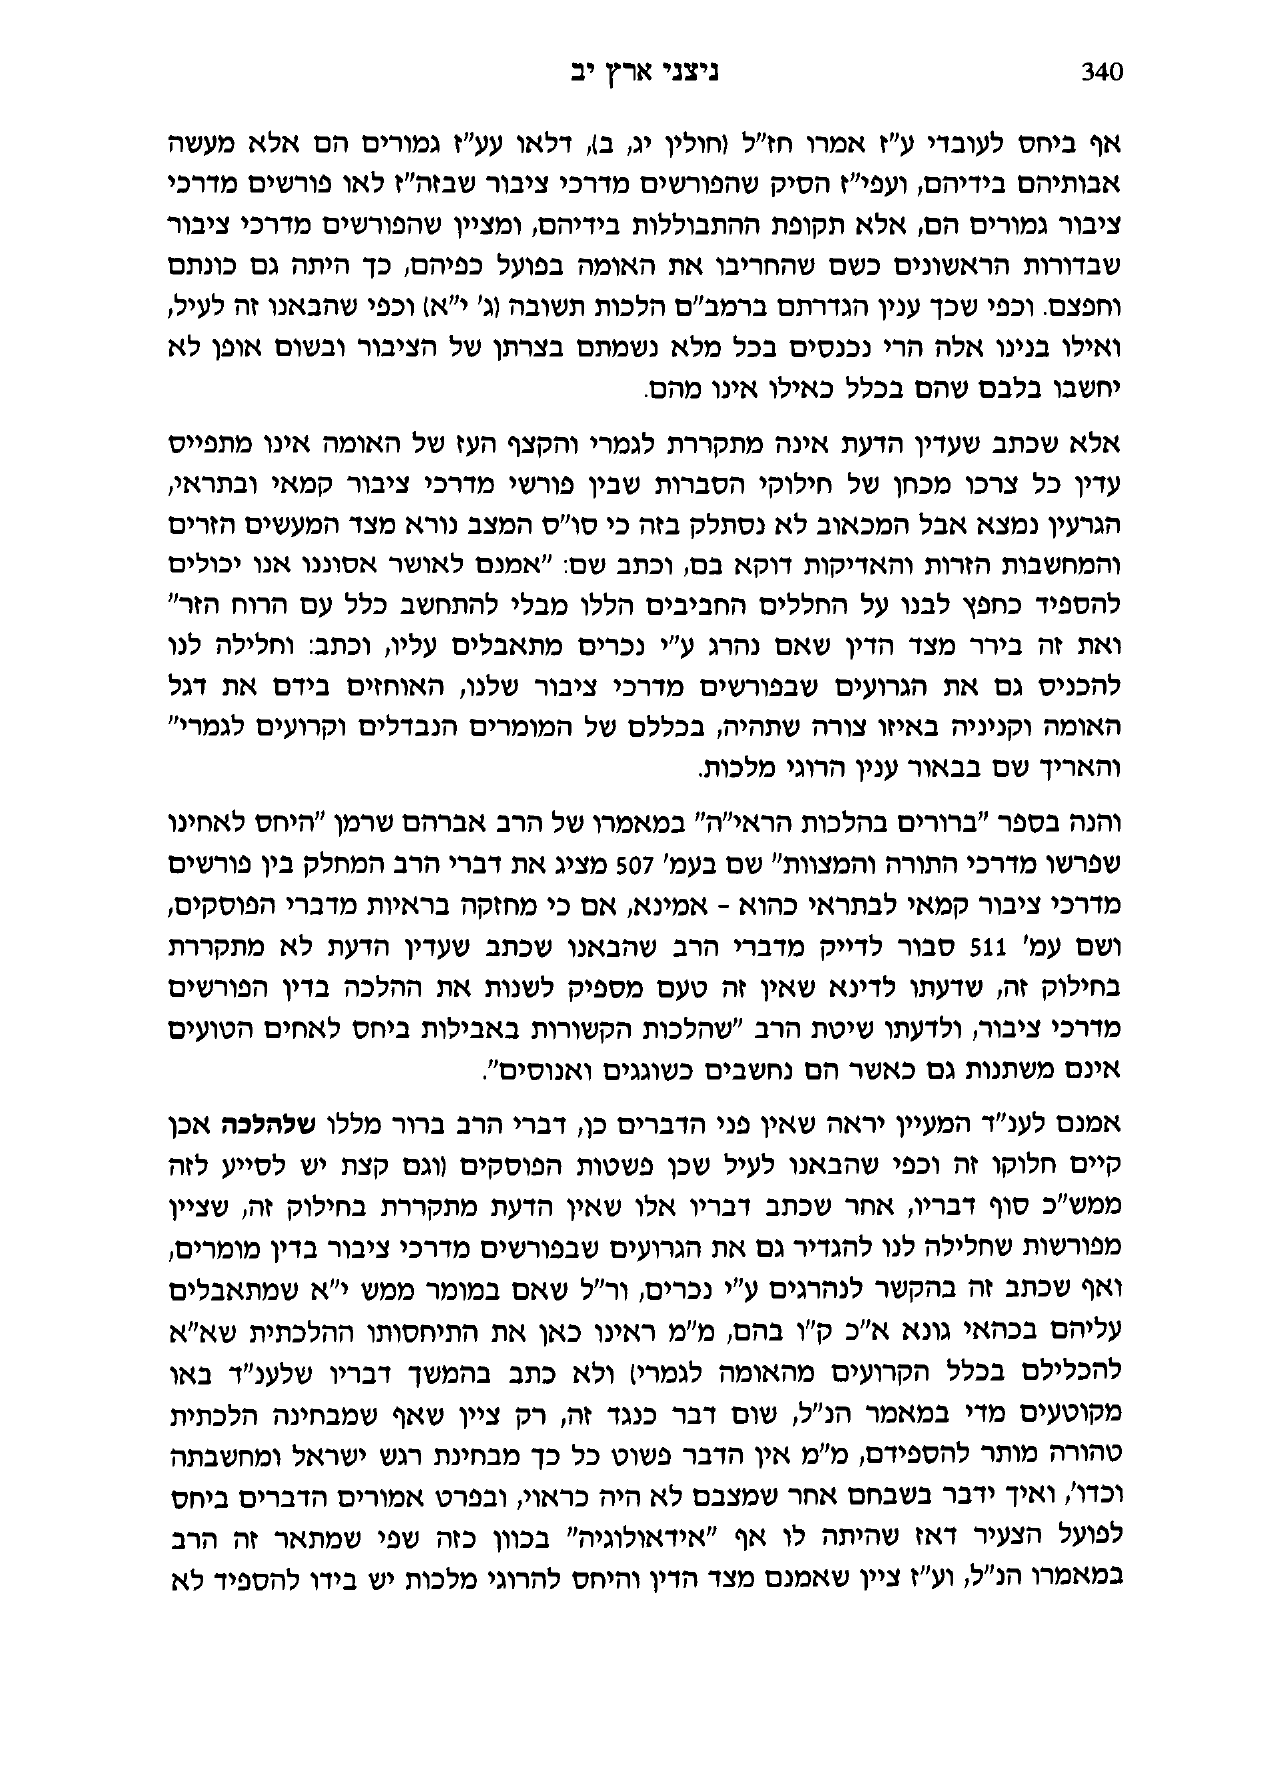 340 ניצני ארץ יב
אף ביחס לעובדי ע"ז אמרו חז"ל (חולין יג, ב), דלאו עע"ז גמורים הם אלא מעשה
אבותיהם בידיהם, ועפי"ז הסיק שהפורשים מדרכי ציבור שבזה"ז לאו פורשים מדרכי
ציבור גמורים הם, אלא תקופת ההתבוללות בידיהם, ומציין שהפורשים מדרכי ציבור
שבדורות הראשונים כשם שהחריבו את האומה בפועל כפיהם, כך היתה גם כונתם
וחפצם. וכפי שכך ענין הגדרתם ברמב"ם הלכות תשובה (ג' י"א) וכפי שהבאנו זה לעיל,
ואילו בנינו אלה הרי נכנסים בכל מלא נשמתם בצרתן של הציבור ובשום אופן לא
יחשבו בלבם שהם בכלל כאילו אינו מהם.
אלא שכתב שעדין הדעת אינה מתקררת לגמרי והקצף העז של האומה אינו מתפייס
עדין כל צרכו מכחן של חילוקי הסברות שבין פורשי מדרכי ציבור קמאי ובתראי,
הגרעין נמצא אבל המכאוב לא נסתלק בזה כי סו"ס המצב נורא מצד המעשים הזרים
והמחשבות הזרות והאדיקות דוקא בם, וכתב שם: "אמנם לאושר אסוננו אנו יכולים
להספיד כחפץ לבנו על החללים החביבים הללו מבלי להתחשב כלל עם הרוח הזר"
ואת זה בירר מצד הדין שאם נהרג ע"י נכרים מתאבלים עליו, וכתב: וחלילה לנו
להכניס גם את הגרועים שבפורשים מדרכי ציבור שלנו, האוחזים בידם את דגל
האומה וקניניה באיזו צורה שתהיה, בכללם של המומרים הנבדלים וקרועים לגמרי"
והאריך שם בבאור ענין הרוגי מלכות.
והנה בספר "ברורים בהלכות הראי"ה" במאמרו של הרב אברהם שרמן "היחס לאחינו
שפרשו מדרכי התורה והמצוות" שם בעמ' 507 מציג את דברי הרב המחלק בין פורשים
מדרכי ציבור קמאי לבתראי כהוא - אמינא, אם כי מחזקה בראיות מדברי הפוסקים,
ושם עמ' 511 סבור לדייק מדברי הרב שהבאנו שכתב שעדין הדעת לא מתקררת
בחילוק זה, שדעתו לדינא שאין זה טעם מספיק לשנות את ההלכה בדין הפורשים
מדרכי ציבור, ולדעתו שיטת הרב "שהלכות הקשורות באבילות ביחס לאחים הטועים
אינם משתנות גם כאשר הם נחשבים כשוגגים ואנוסים".
אמנם לענ"ד המעיין יראה שאין פני הדברים כן, דברי הרב ברור מללו שלהלכה אכן
קיים חלוקו זה וכפי שהבאנו לעיל שכן פשטות הפוסקים (וגם קצת יש לסייע לזה
ממש"כ סוף דבריו, אחר שכתב דבריו אלו שאין הדעת מתקררת בחילוק זה, שציין
מפורשות שחלילה לנו להגדיר גם את הגרועים שבפורשים מדרכי ציבור בדין מומרים,
ואף שכתב זה בהקשר לנהרגים ע"י נכרים, ור"ל שאם במומר ממש י"א שמתאבלים
עליהם בכהאי גונא א"כ ק"ו בהם, מ"מ ראינו כאן את התיחסותו ההלכתית שא"א
להכלילם בכלל הקרועים מהאומה לגמרי) ולא כתב בהמשך דבריו שלענ"ד באו
מקוטעים מדי במאמר הנ"ל, שום דבר כנגד זה, רק ציין שאף שמבחינה הלכתית
טהורה מותר להספידם, מ"מ אין הדבר פשוט כל כך מבחינת רגש ישראל ומחשבתה
וכדו', ואיך ידבר בשבחם אחר שמצבם לא היה כראוי, ובפרט אמורים הדברים ביחס
לפועל הצעיר דאז שהיתה לו אף "אידאולוגיה" בכוון כזה שפי שמתאר זה הרב
במאמרו הנ"ל, וע"ז ציין שאמנם מצד הדין והיחס להרוגי מלכות יש בידו להספיד לא